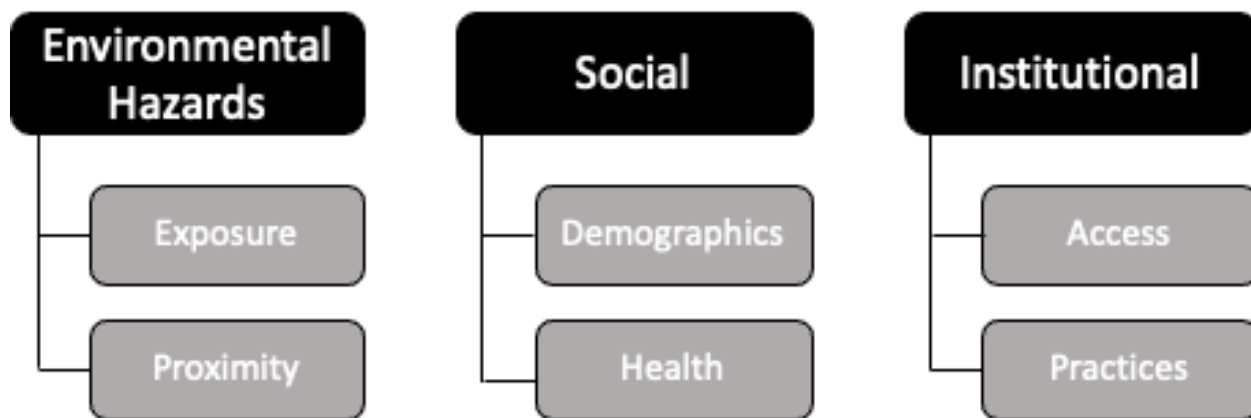 Environmental
Hazards
Exposure
Proximity
Social
Demographics
Health
Institutional
Access
Practices